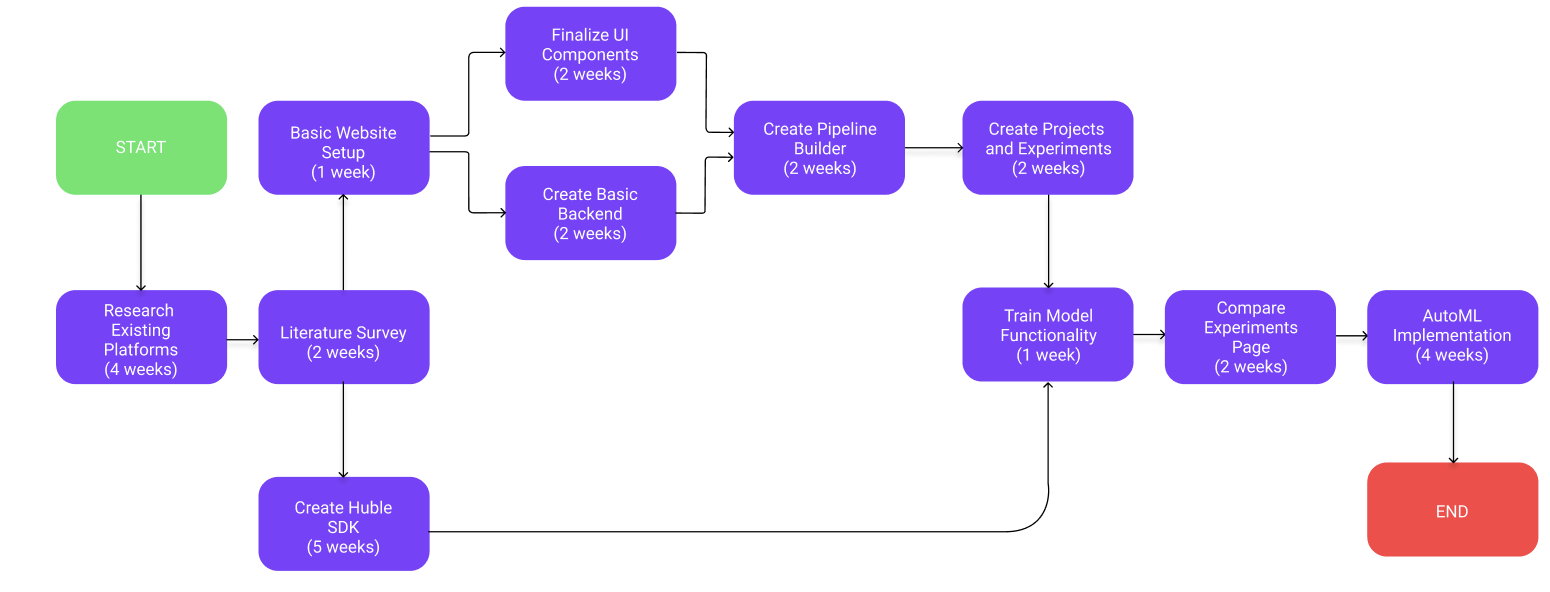 START
Research
Existing
Platforms
(4 weeks)
Literature Survey
(2 weeks)
Basic Website
Setup
(1 week)
Finalize UI
Components
(2 weeks)
Create Basic
Backend
(2 weeks)
Create Pipeline
Builder
(2 weeks)
Create Projects
and Experiments
(2 weeks)
Create Huble
SDK
(5 weeks)
Train Model
Functionality
(1 week)
Compare
Experiments
Page
(2 weeks)
AutoML
Implementation
(4 weeks)
END